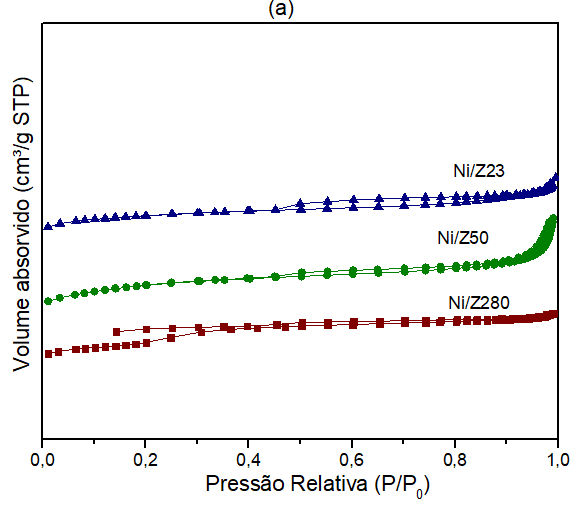 (a)
Volume absorvido (cm³/g STP)
Ni/Z23
Ni/Z50
Ni/Z280
0,0 0,2 0,4 0,6 0,8 1,0
Pressão Relativa (P/P₀)